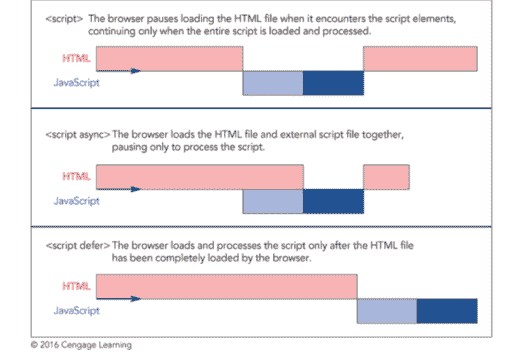 <script> The browser pauses loading the HTML file when it encounters the script elements,
continuing only when the entire script is loaded and processed.
HTML
JavaScript
<script async> The browser loads the HTML file and external script file together,
pausing only to process the script.
HTML
JavaScript
<script defer> The browser loads and processes the script only after the HTML file
has been completely loaded by the browser.
HTML
JavaScript
© 2016 Cengage Learning